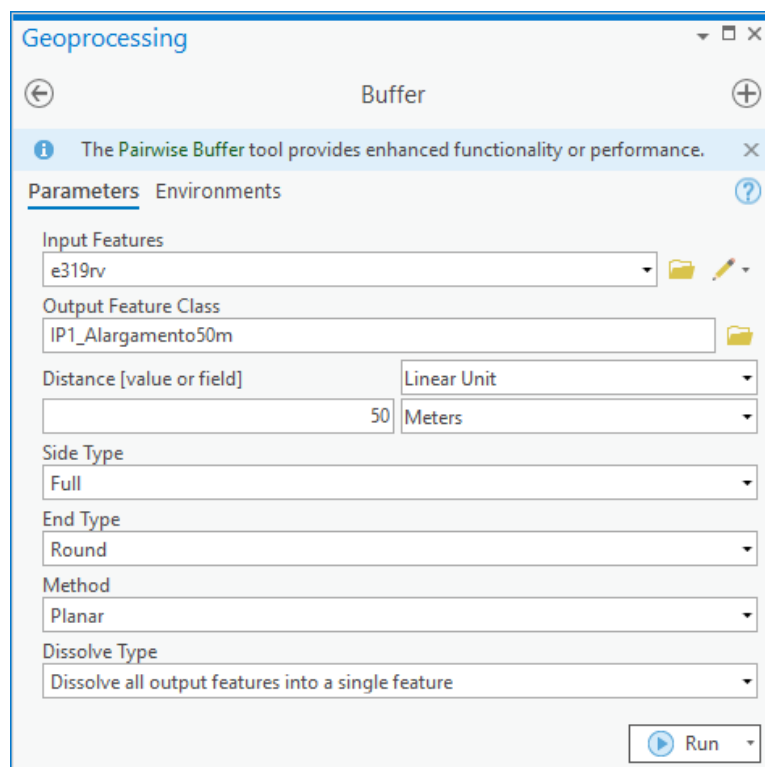 Geoprocessing
Buffer
The Pairwise Buffer tool provides enhanced functionality or performance.
Parameters Environments
Input Features
e319rv
Output Feature Class
IP1_Alargamento50m
Distance [value or field] Linear Unit
50 Meters
Side Type
Full
End Type
Round
Method
Planar
Dissolve Type
Dissolve all output features into a single feature
Run